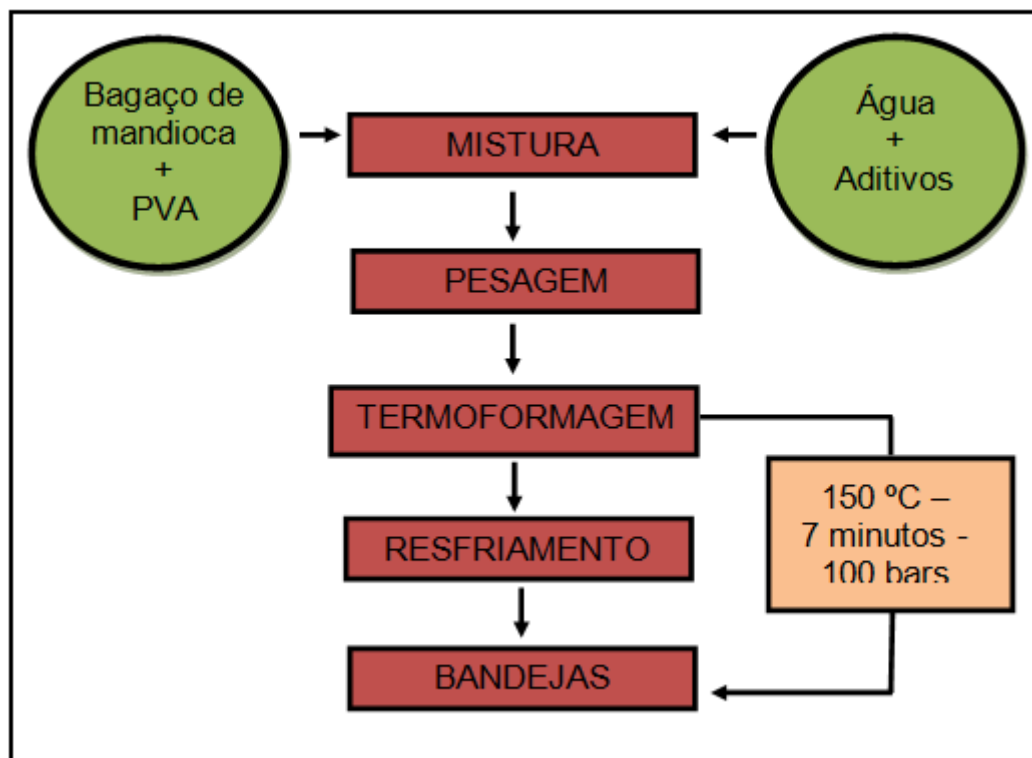 Bagaço de
mandioca
+
PVA
Água
+
Aditivos
MISTURA
PESAGEM
TERMOFORMAGEM
150 ºC –
7 minutos -
100 bars
RESFRIAMENTO
BANDEJAS